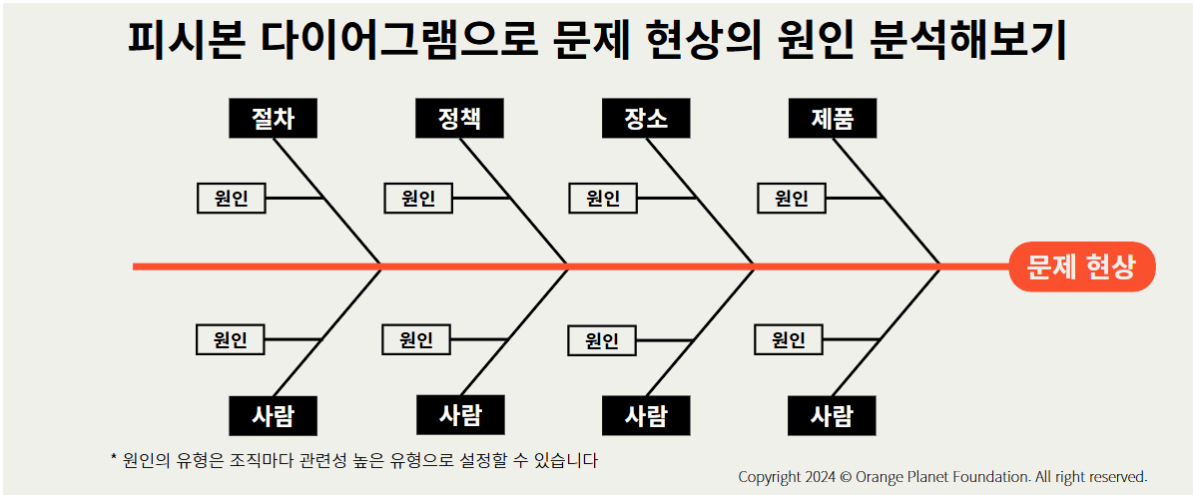 피시본 다이어그램으로 문제 현상의 원인 분석해보기
절차 정책 장소 제품
원인 원인 원인 원인
문제 현상
원인 원인 원인 원인
사람 사람 사람 사람
* 원인의 유형은 조직마다 관련성 높은 유형으로 설정할 수 있습니다
Copyright 2024 © Orange Planet Foundation. All right reserved.